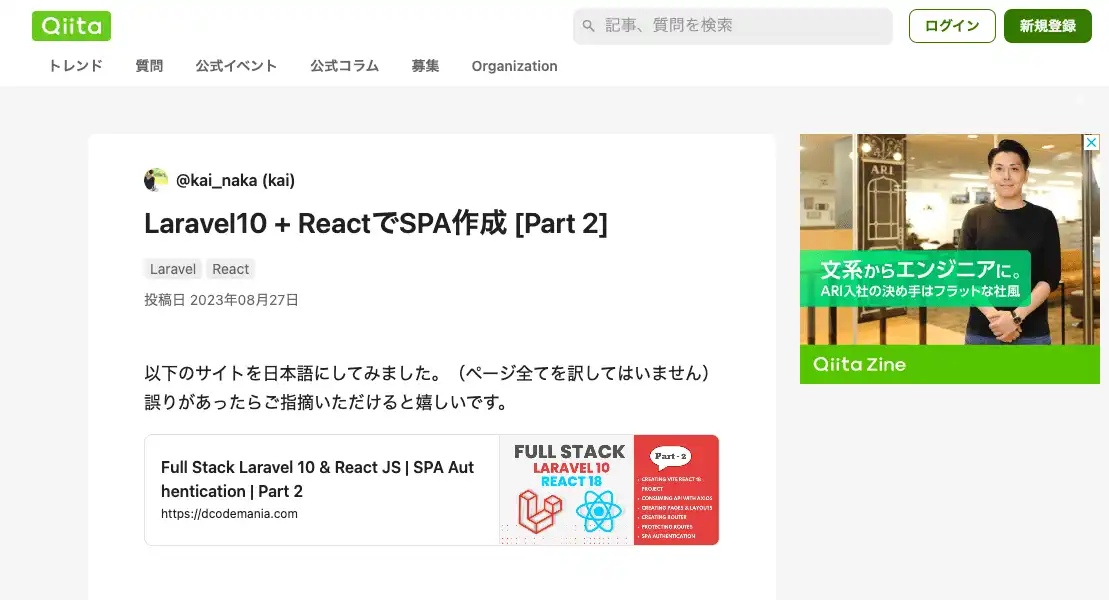 Qiita
記事、質問を検索
ログイン
新規登録
トレンド
質問
公式イベント
公式コラム
募集
Organization
@kai_naka (kai)
Laravel10 + ReactでSPA作成 [Part 2]
Laravel
React
投稿日 2023年08月27日
以下のサイトを日本語にしてみました。（ページ全てを訳してはいません）
誤りがあったらご指摘いただけると嬉しいです。
Full Stack Laravel 10 & React JS | SPA Aut
hentication | Part 2
https://dcodemania.com
FULL STACK
LARAVEL 10
REACT 18
Part - 2
CREATING VITE REACT 18
PROJECT
CONSUMING API WITH AXIOS
CREATING PAGES & LAYOUTS
CREATING ROUTER
PROTECTING ROUTES
SPA AUTHENTICATION
ARI
文系からエンジニアに。
ARI入社の決め手はフラットな社風
Qiita Zine